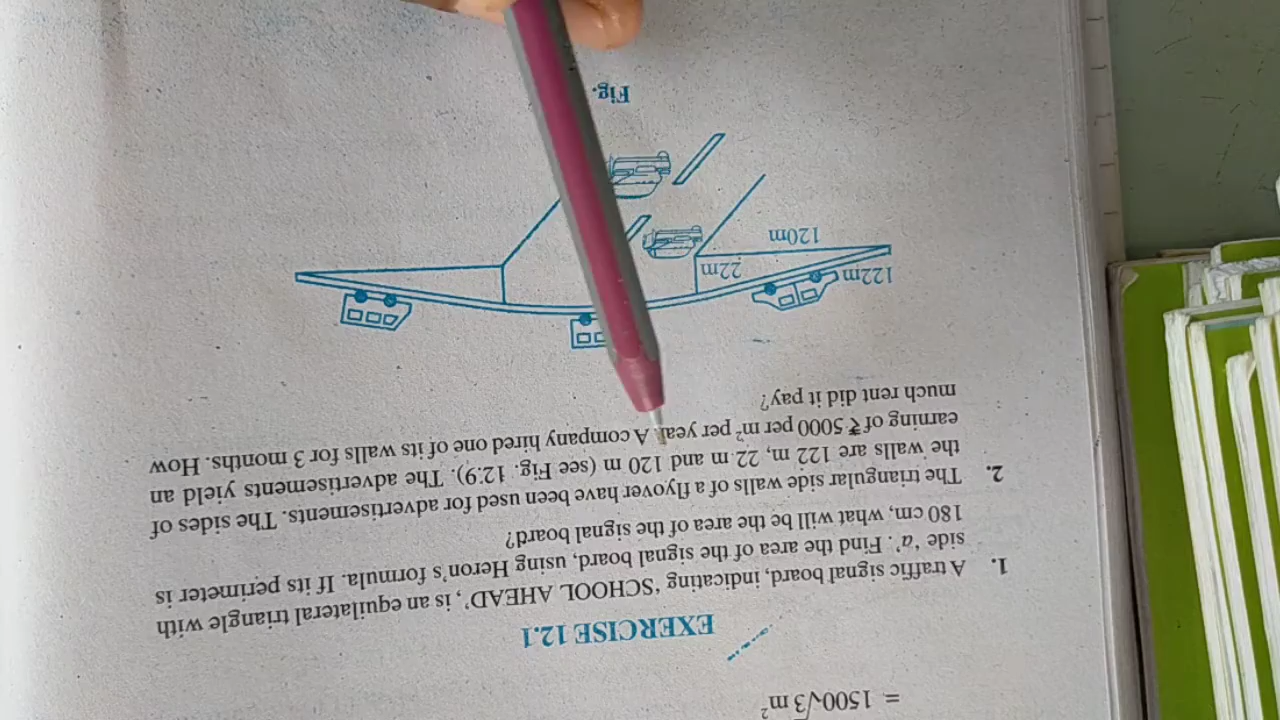 = 1500√3 m²
EXERCISE 12.1
1. A traffic signal board, indicating ‘SCHOOL AHEAD’, is an equilateral triangle with
side ‘a’. Find the area of the signal board, using Heron’s formula. If its perimeter is
180 cm, what will be the area of the signal board?
2. The triangular side walls of a flyover have been used for advertisements. The sides of
the walls are 122 m, 22 m and 120 m (see Fig. 12.9). The advertisements yield an
earning of ₹ 5000 per m² per year. A company hired one of its walls for 3 months. How
much rent did it pay?
122m
22m
120m
Fig.